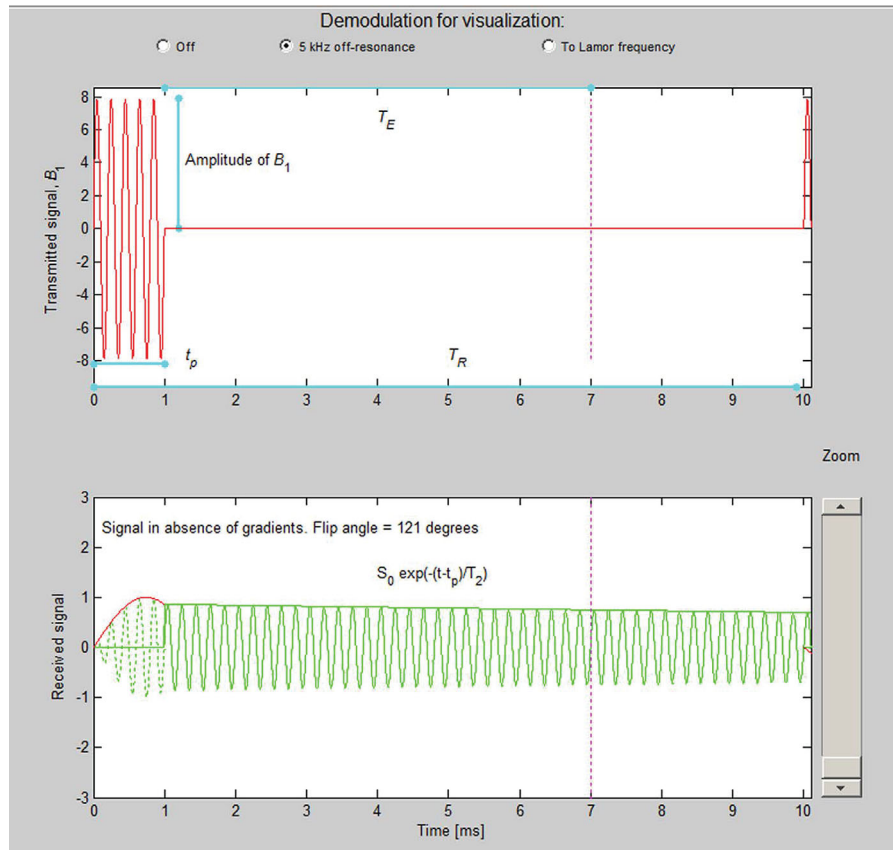 Demodulation for visualization:
Off
5 kHz off-resonance
To Lamor frequency
Transmitted signal, B1
8
6
4
2
0
-2
-4
-6
-8
TE
Amplitude of B1
tp
TR
0 1 2 3 4 5 6 7 8 9 10
Zoom
Received signal
3
2
1
0
-1
-2
-3
Signal in absence of gradients. Flip angle = 121 degrees
S0 exp(-(t-tp)/T2)
0 1 2 3 4 5 6 7 8 9 10
Time [ms]